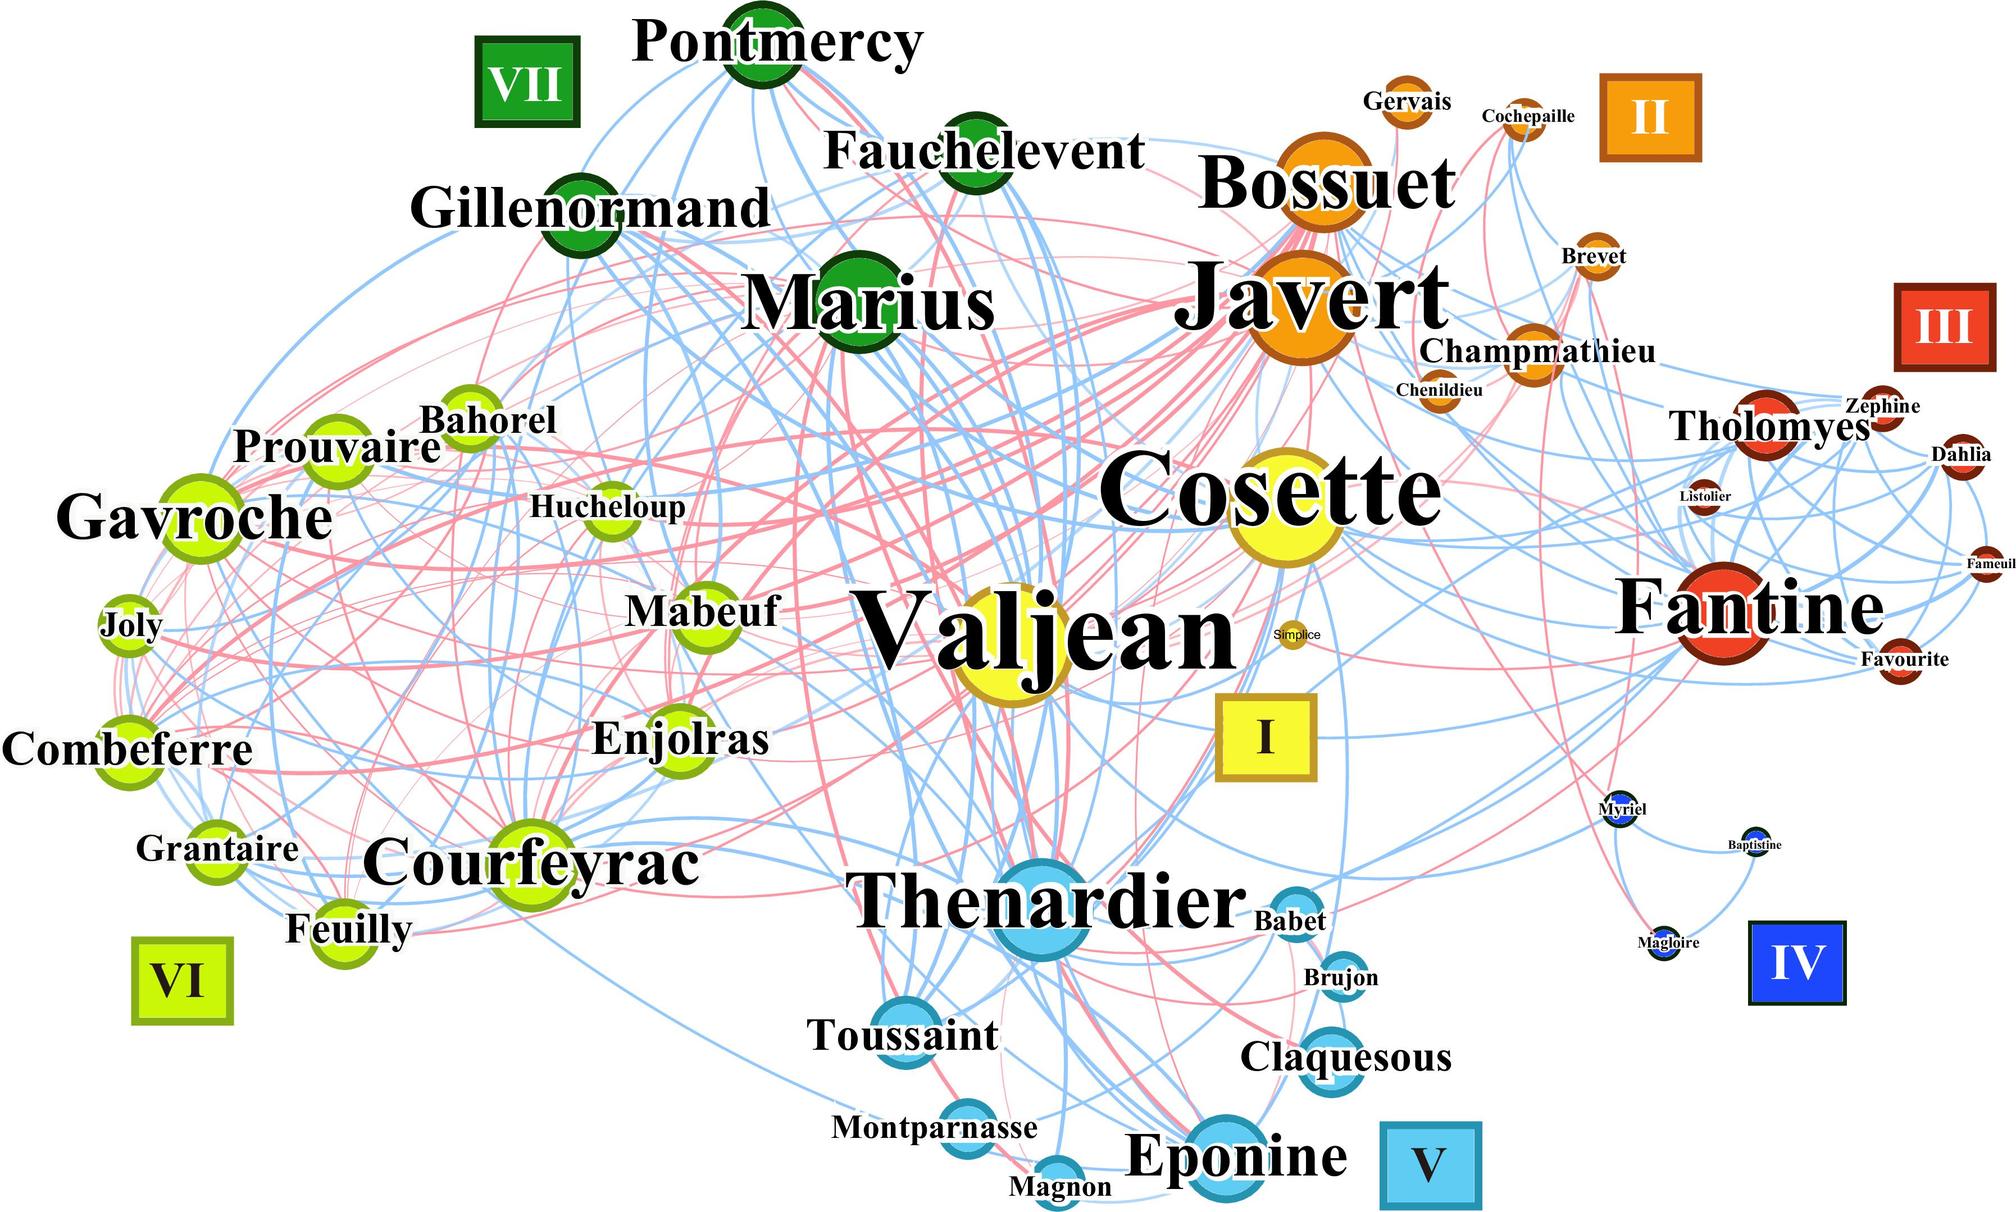 Pontmercy
VII
Gervais
II
Cochepaille
Fauchelevent
Bossuet
Gillenormand
Brevet
Marius
Javert
III
Champmathieu
Chenildieu
Zephine
Bahorel
Tholomyes
Prouvaire
Dahlia
Cosette
Listolier
Hucheloup
Gavroche
Fameuil
Fantine
Mabeuf
Joly
Valjean
Simplice
Favourite
I
Enjolras
Combeferre
Myriel
Baptistine
Grantaire
Courfeyrac
Thenardier
Babet
Feuilly
Magloire
IV
Brujon
VI
Toussaint
Claquesous
Montparnasse
Eponine
V
Magnon